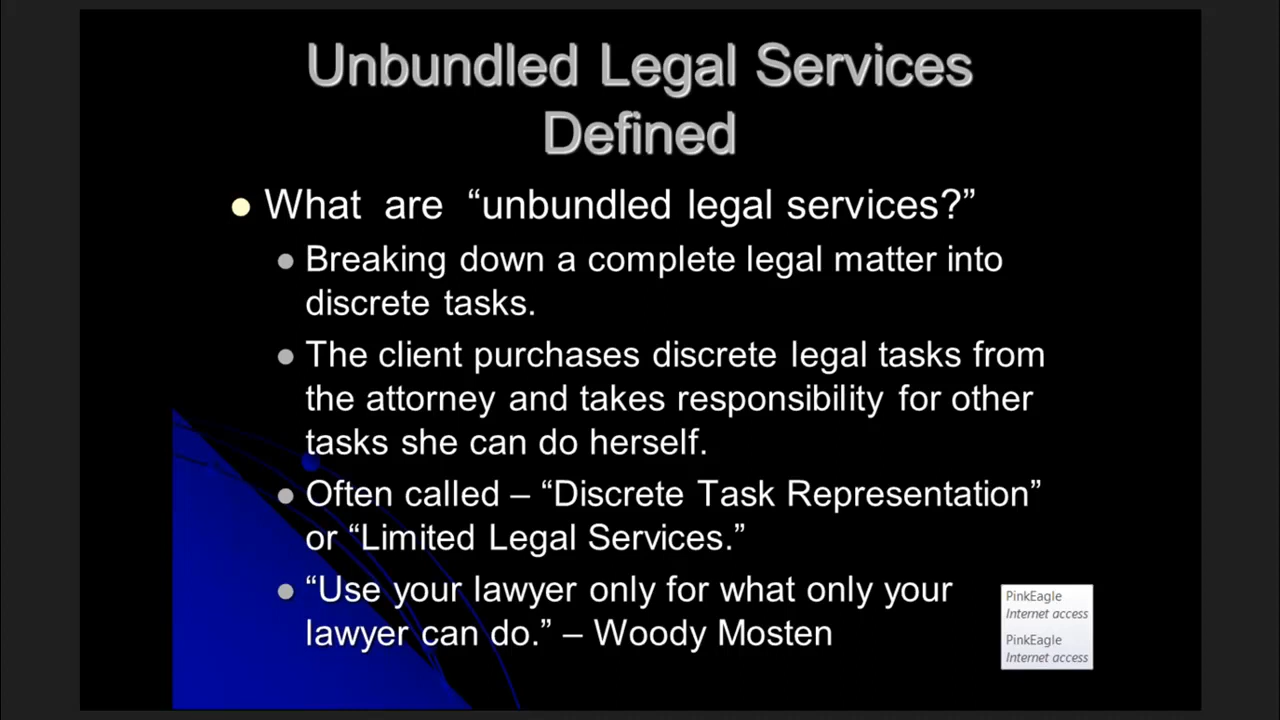 Unbundled Legal Services
Defined
What are “unbundled legal services?”
Breaking down a complete legal matter into
discrete tasks.
The client purchases discrete legal tasks from
the attorney and takes responsibility for other
tasks she can do herself.
Often called – “Discrete Task Representation”
or “Limited Legal Services.”
“Use your lawyer only for what only your
lawyer can do.” – Woody Mosten
PinkEagle
Internet access
PinkEagle
Internet access